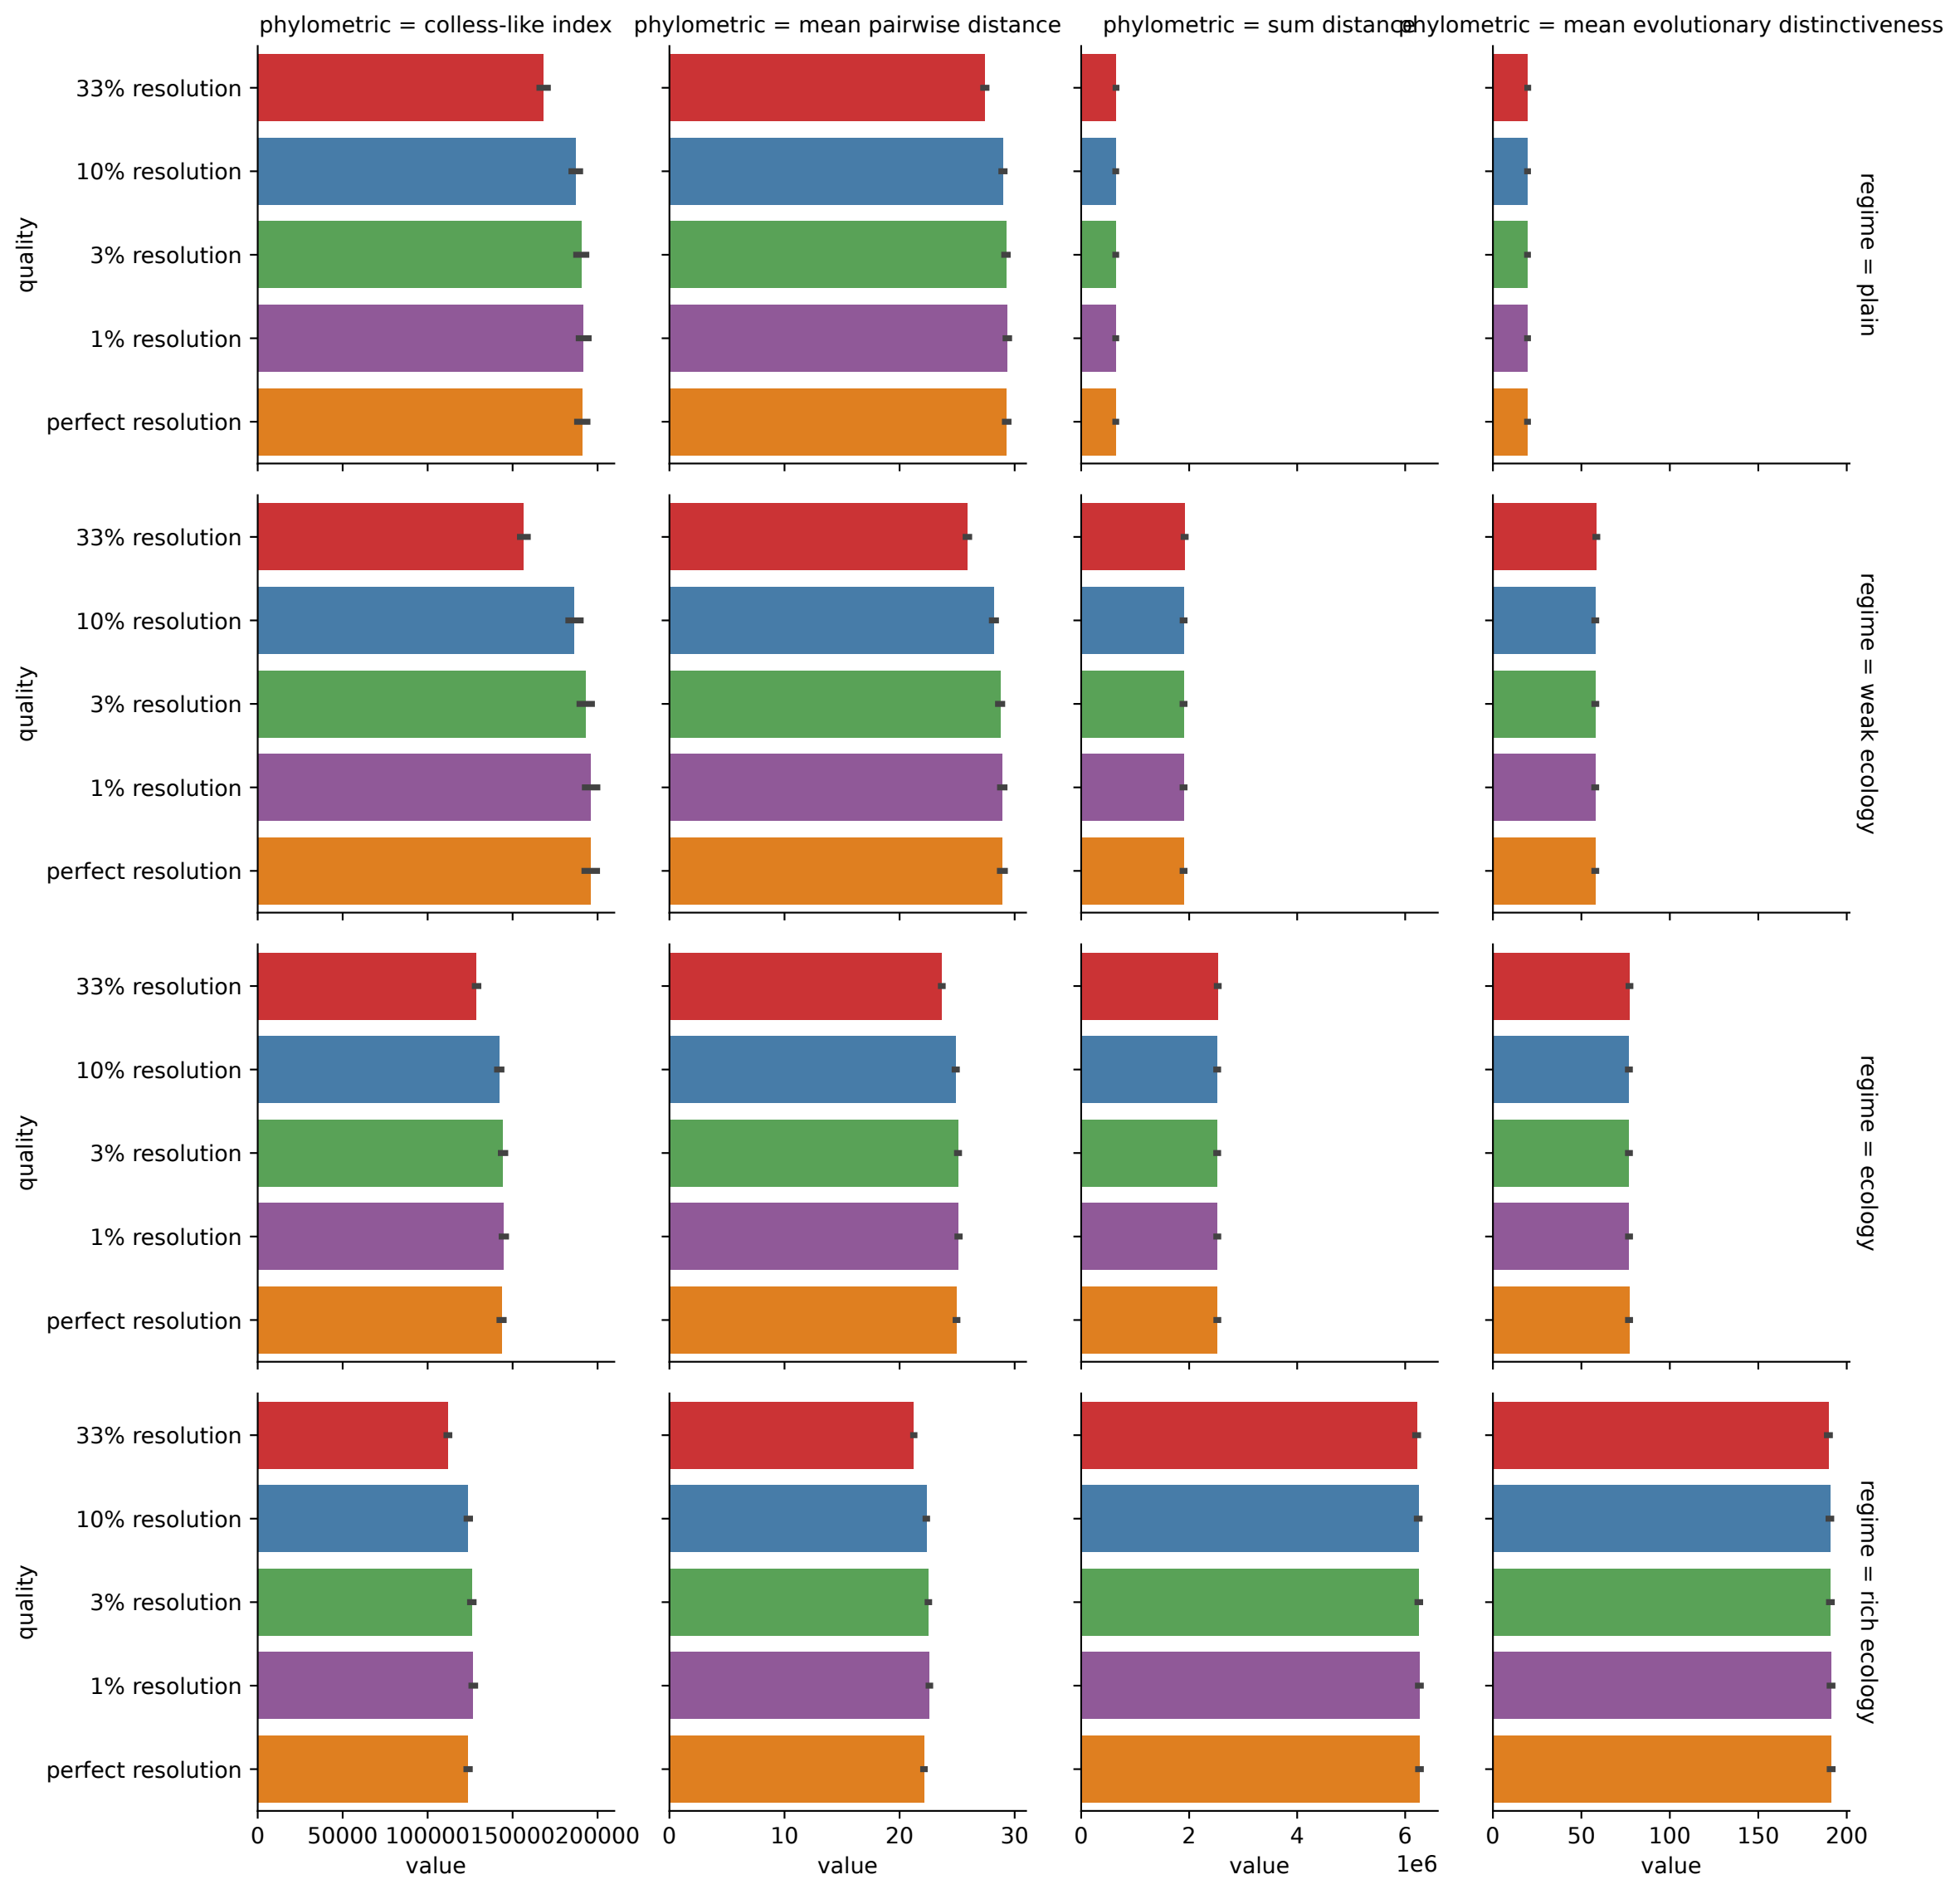 phylometric = colless-like index
phylometric = mean pairwise distance
phylometric = sum distance
phylometric = mean evolutionary distinctiveness
quality
33% resolution
10% resolution
3% resolution
1% resolution
perfect resolution
regime = plain
quality
33% resolution
10% resolution
3% resolution
1% resolution
perfect resolution
regime = weak ecology
quality
33% resolution
10% resolution
3% resolution
1% resolution
perfect resolution
regime = ecology
quality
33% resolution
10% resolution
3% resolution
1% resolution
perfect resolution
regime = rich ecology
0 50000 100000 150000 200000
value
0 10 20 30
value
0 2 4 6
1e6
value
0 50 100 150 200
value